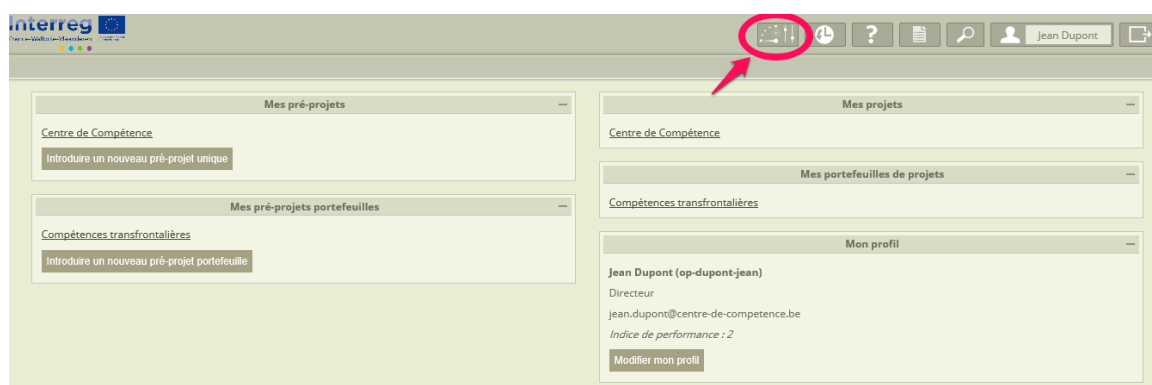 Interreg
France-Wallonie-Vlaanderen
?
Jean Dupont
Mes pré-projets
Centre de Compétence
Introduire un nouveau pré-projet unique
Mes pré-projets portefeuilles
Compétences transfrontalières
Introduire un nouveau pré-projet portefeuille
Mes projets
Centre de Compétence
Mes portefeuilles de projets
Compétences transfrontalières
Mon profil
Jean Dupont (op-dupont-jean)
Directeur
jean.dupont@centre-de-competence.be
Indice de performance : 2
Modifier mon profil